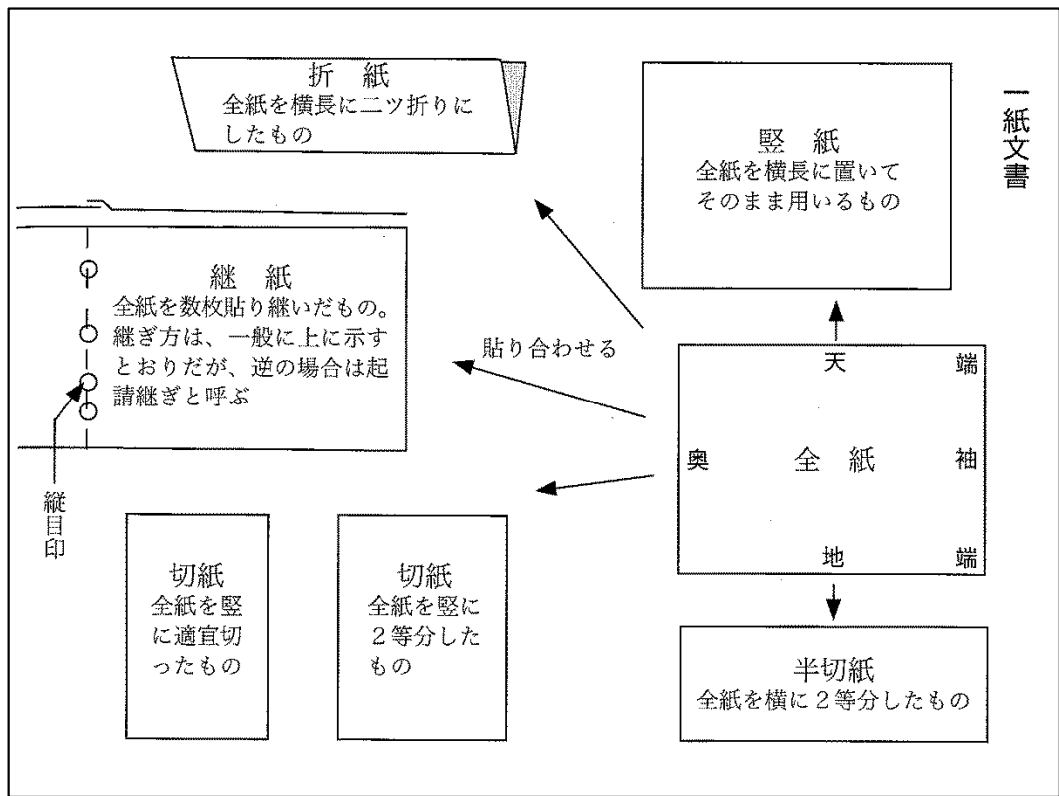 一紙文書
竪　紙
全紙を横長に置いて
そのまま用いるもの
折　紙
全紙を横長に二ツ折りに
したもの
継　紙
全紙を数枚貼り継いだもの。
継ぎ方は、一般に上に示す
とおりだが、逆の場合は起
請継ぎと呼ぶ
貼り合わせる
天
端
奥
全　紙
袖
地
端
縦目印
切紙
全紙を竪に
２等分した
もの
切紙
全紙を竪
に適宜切
ったもの
半切紙
全紙を横に２等分したもの